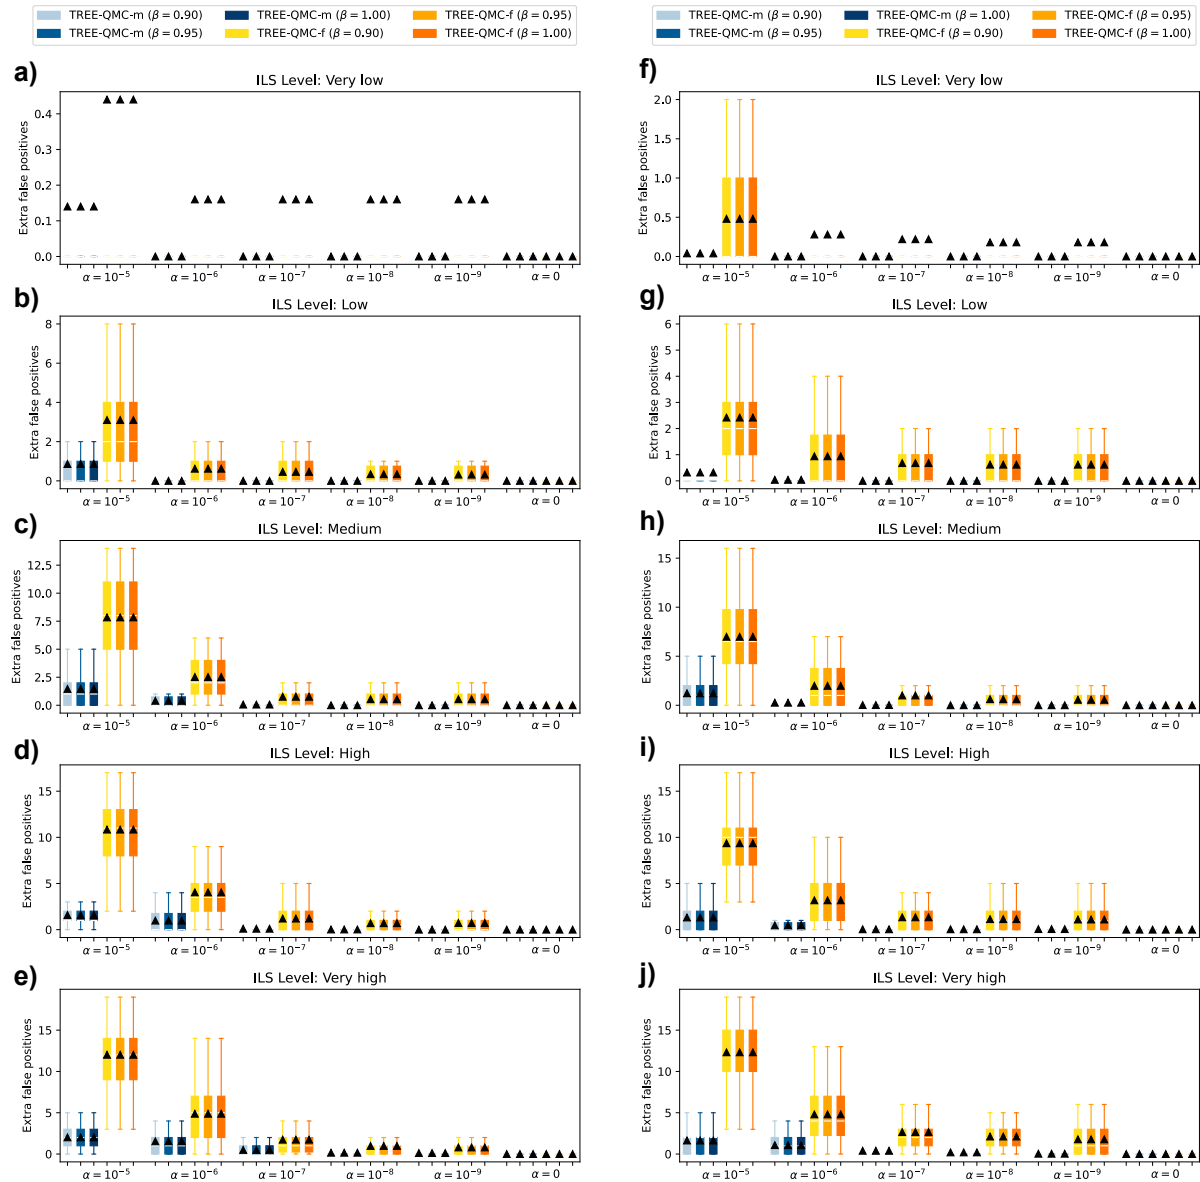 TREE-QMC-m (β = 0.90) TREE-QMC-m (β = 1.00) TREE-QMC-f (β = 0.95)
TREE-QMC-m (β = 0.95) TREE-QMC-f (β = 0.90) TREE-QMC-f (β = 1.00)
a)
ILS Level: Very low
Extra false positives
0.4
0.3
0.2
0.1
0.0
α = 10⁻⁵ α = 10⁻⁶ α = 10⁻⁷ α = 10⁻⁸ α = 10⁻⁹ α = 0
b)
ILS Level: Low
Extra false positives
8
6
4
2
0
α = 10⁻⁵ α = 10⁻⁶ α = 10⁻⁷ α = 10⁻⁸ α = 10⁻⁹ α = 0
c)
ILS Level: Medium
Extra false positives
12.5
10.0
7.5
5.0
2.5
0.0
α = 10⁻⁵ α = 10⁻⁶ α = 10⁻⁷ α = 10⁻⁸ α = 10⁻⁹ α = 0
d)
ILS Level: High
Extra false positives
15
10
5
0
α = 10⁻⁵ α = 10⁻⁶ α = 10⁻⁷ α = 10⁻⁸ α = 10⁻⁹ α = 0
e)
ILS Level: Very high
Extra false positives
15
10
5
0
α = 10⁻⁵ α = 10⁻⁶ α = 10⁻⁷ α = 10⁻⁸ α = 10⁻⁹ α = 0
TREE-QMC-m (β = 0.90) TREE-QMC-m (β = 1.00) TREE-QMC-f (β = 0.95)
TREE-QMC-m (β = 0.95) TREE-QMC-f (β = 0.90) TREE-QMC-f (β = 1.00)
f)
ILS Level: Very low
Extra false positives
2.0
1.5
1.0
0.5
0.0
α = 10⁻⁵ α = 10⁻⁶ α = 10⁻⁷ α = 10⁻⁸ α = 10⁻⁹ α = 0
g)
ILS Level: Low
Extra false positives
6
5
4
3
2
1
0
α = 10⁻⁵ α = 10⁻⁶ α = 10⁻⁷ α = 10⁻⁸ α = 10⁻⁹ α = 0
h)
ILS Level: Medium
Extra false positives
15
10
5
0
α = 10⁻⁵ α = 10⁻⁶ α = 10⁻⁷ α = 10⁻⁸ α = 10⁻⁹ α = 0
i)
ILS Level: High
Extra false positives
15
10
5
0
α = 10⁻⁵ α = 10⁻⁶ α = 10⁻⁷ α = 10⁻⁸ α = 10⁻⁹ α = 0
j)
ILS Level: Very high
Extra false positives
15
10
5
0
α = 10⁻⁵ α = 10⁻⁶ α = 10⁻⁷ α = 10⁻⁸ α = 10⁻⁹ α = 0